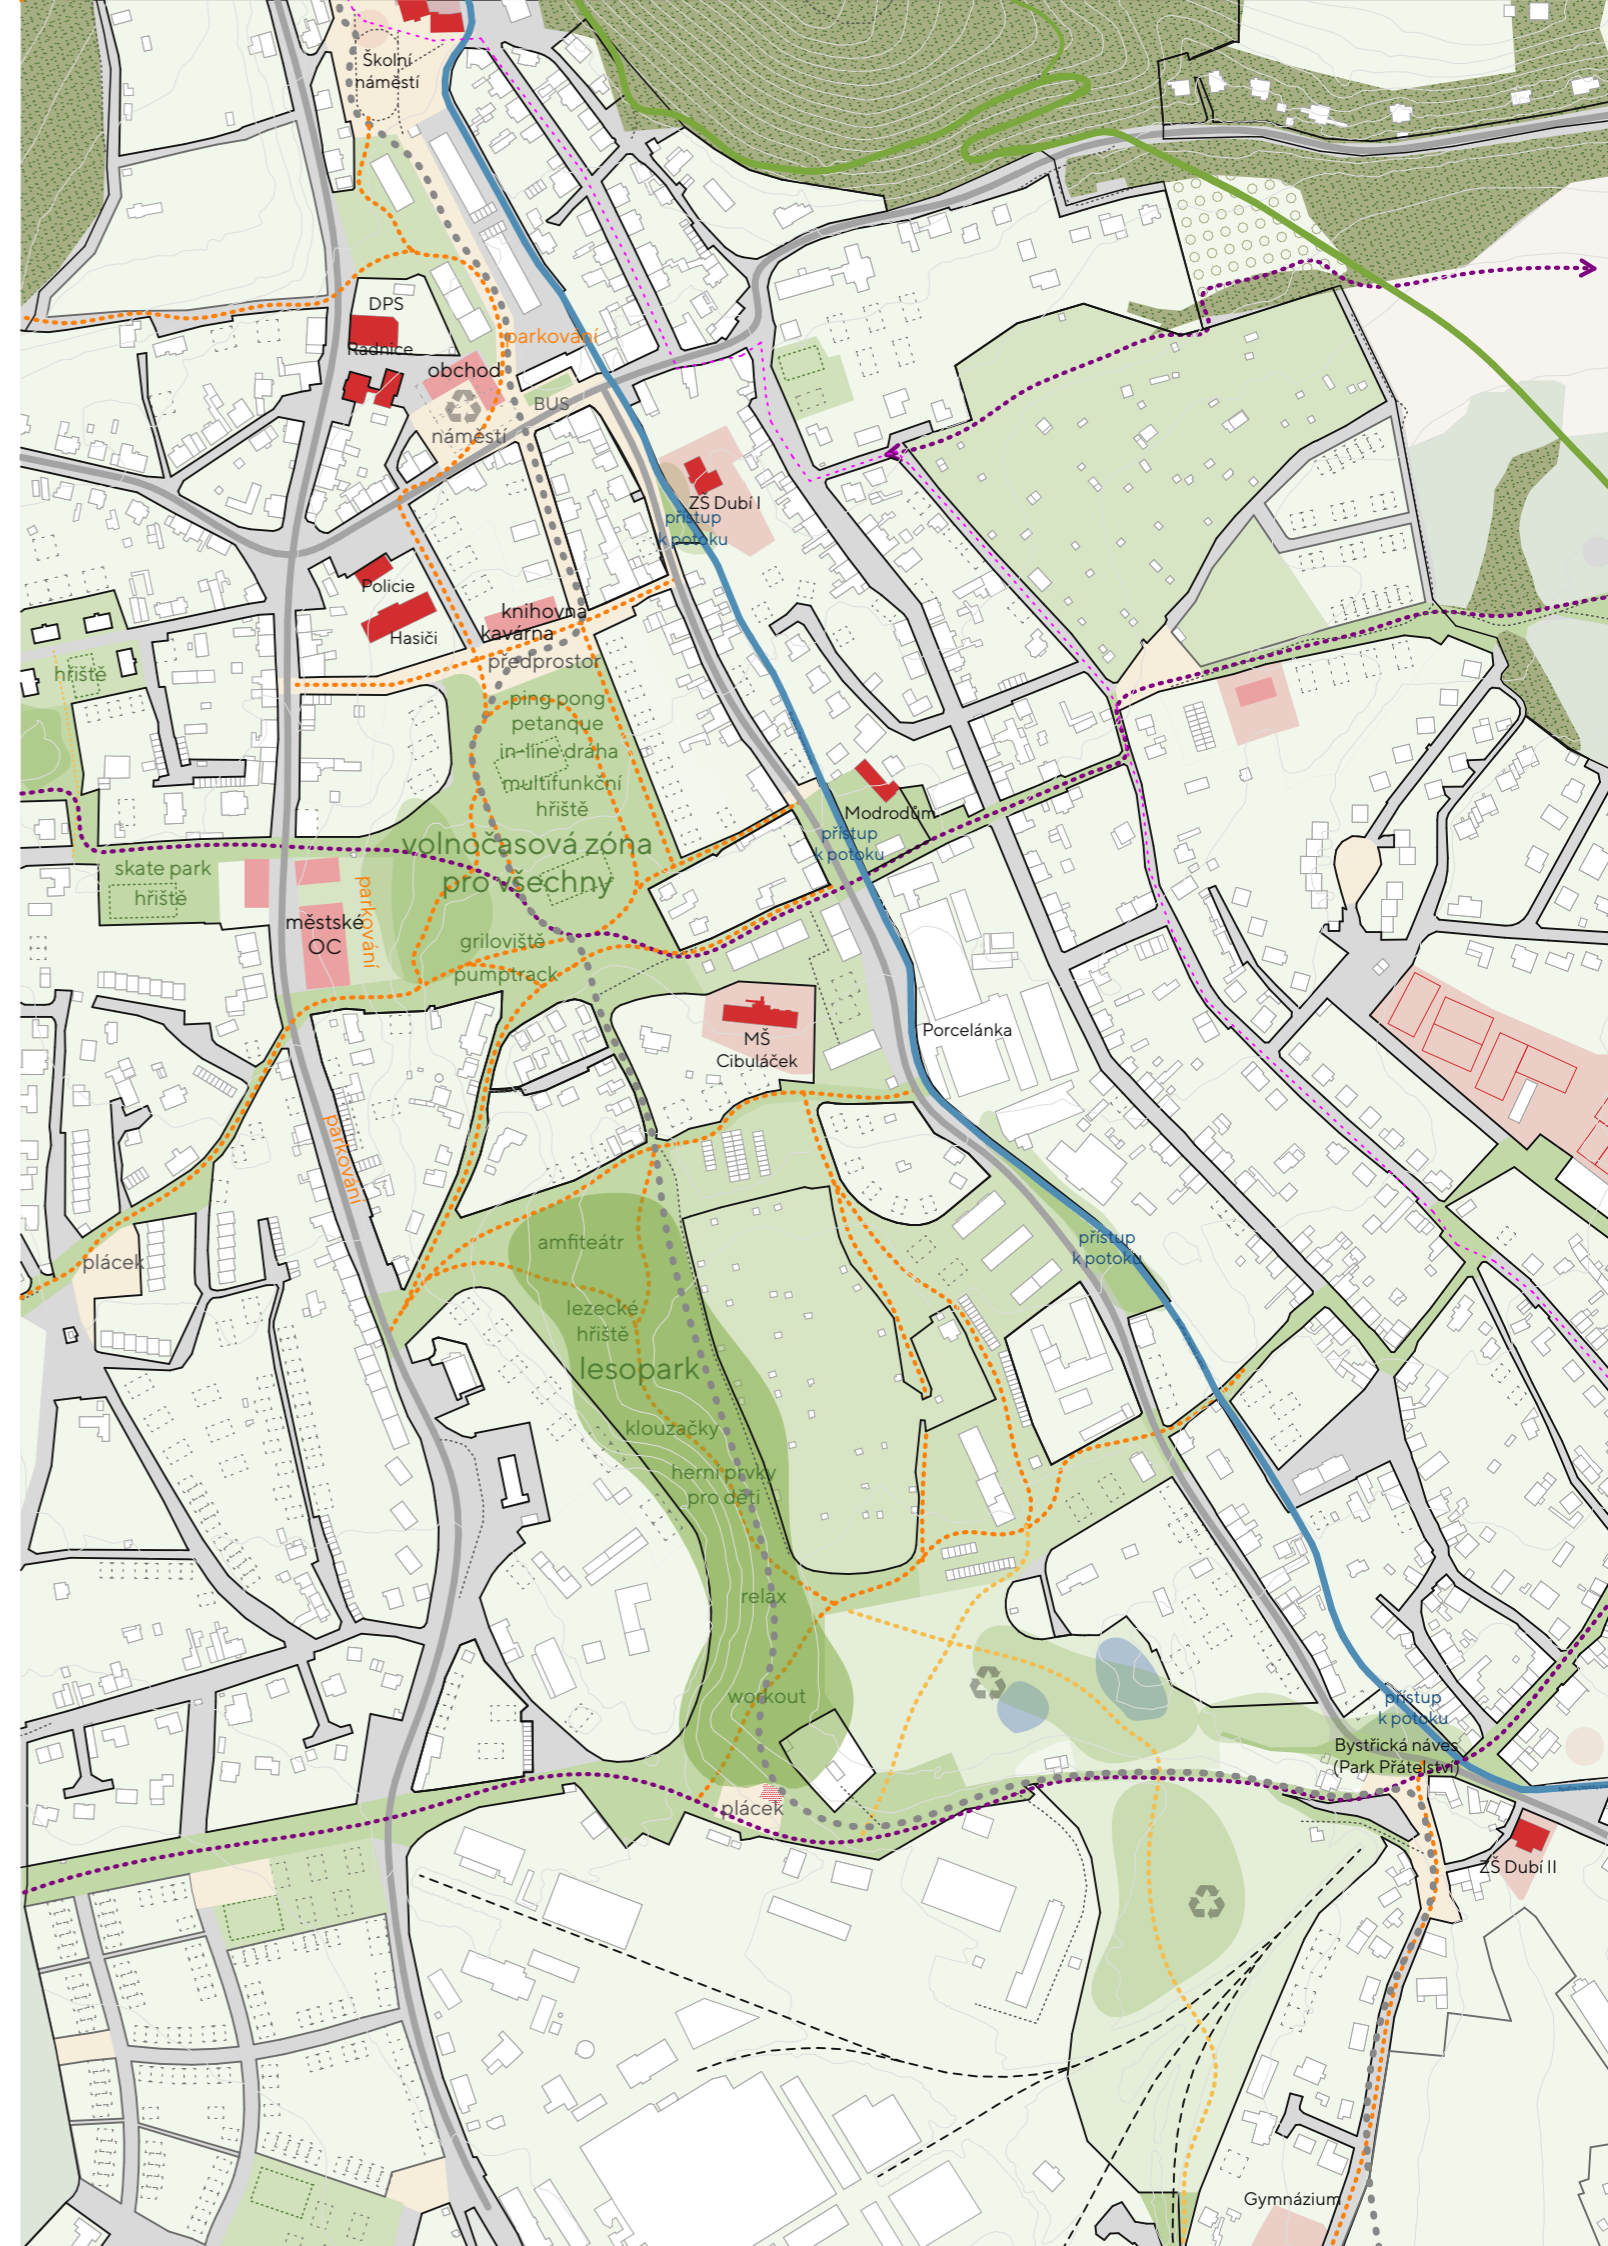 Školní
náměstí
DPS
Radnice
parkování
obchod
BUS
náměstí
ZŠ Dubí I
přístup
k potoku
Policie
Hasiči
knihovna
kavárna
předprostor
hřiště
ping pong
petanque
in-line dráha
multifunkční
hřiště
Modrodům
přístup
k potoku
volnočasová zóna
pro všechny
skate park
hřiště
parkování
městské
OC
griloviště
pumptrack
MŠ
Cibuláček
Porcelánka
parkování
plácek
amfiteátr
přístup
k potoku
lezecké
hřiště
lesopark
klouzačky
herní prvky
pro děti
relax
workout
přístup
k potoku
Bystřická náves
(Park Přátelství)
plácek
ZŠ Dubí II
Gymnázium